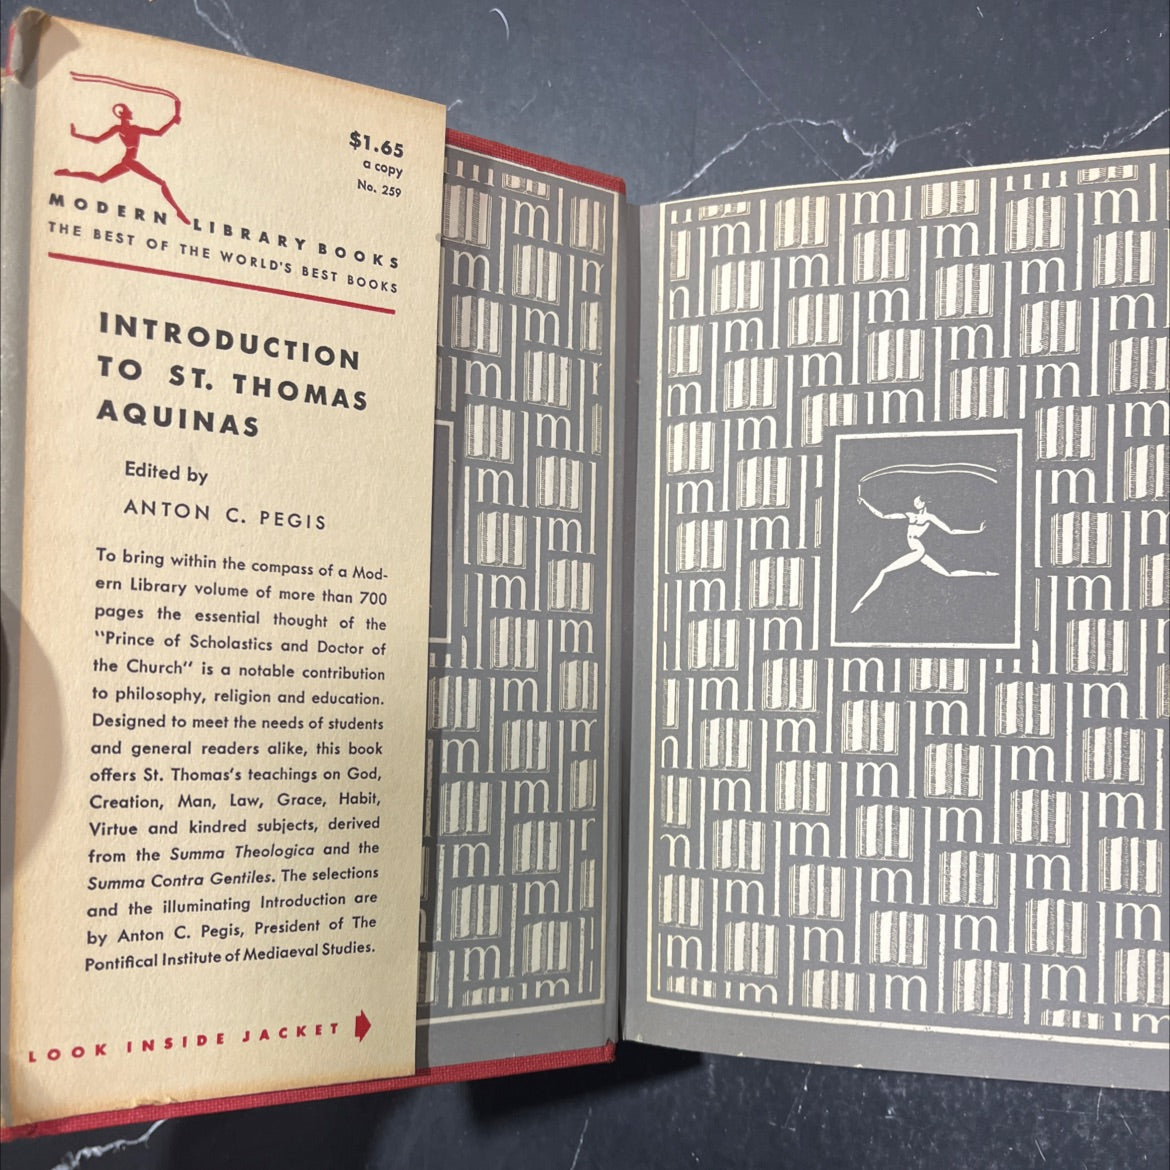 $1.65
a copy
No. 259
MODERN LIBRARY BOOKS
THE BEST OF THE WORLD'S BEST BOOKS
INTRODUCTION
TO ST. THOMAS
AQUINAS
Edited by
ANTON C. PEGIS
To bring within the compass of a Mod-
ern Library volume of more than 700
pages the essential thought of the
"Prince of Scholastics and Doctor of
the Church" is a notable contribution
to philosophy, religion and education.
Designed to meet the needs of students
and general readers alike, this book
offers St. Thomas's teachings on God,
Creation, Man, Law, Grace, Habit,
Virtue and kindred subjects, derived
from the Summa Theologica and the
Summa Contra Gentiles. The selections
and the illuminating Introduction are
by Anton C. Pegis, President of The
Pontifical Institute of Mediaeval Studies.
LOOK INSIDE JACKET